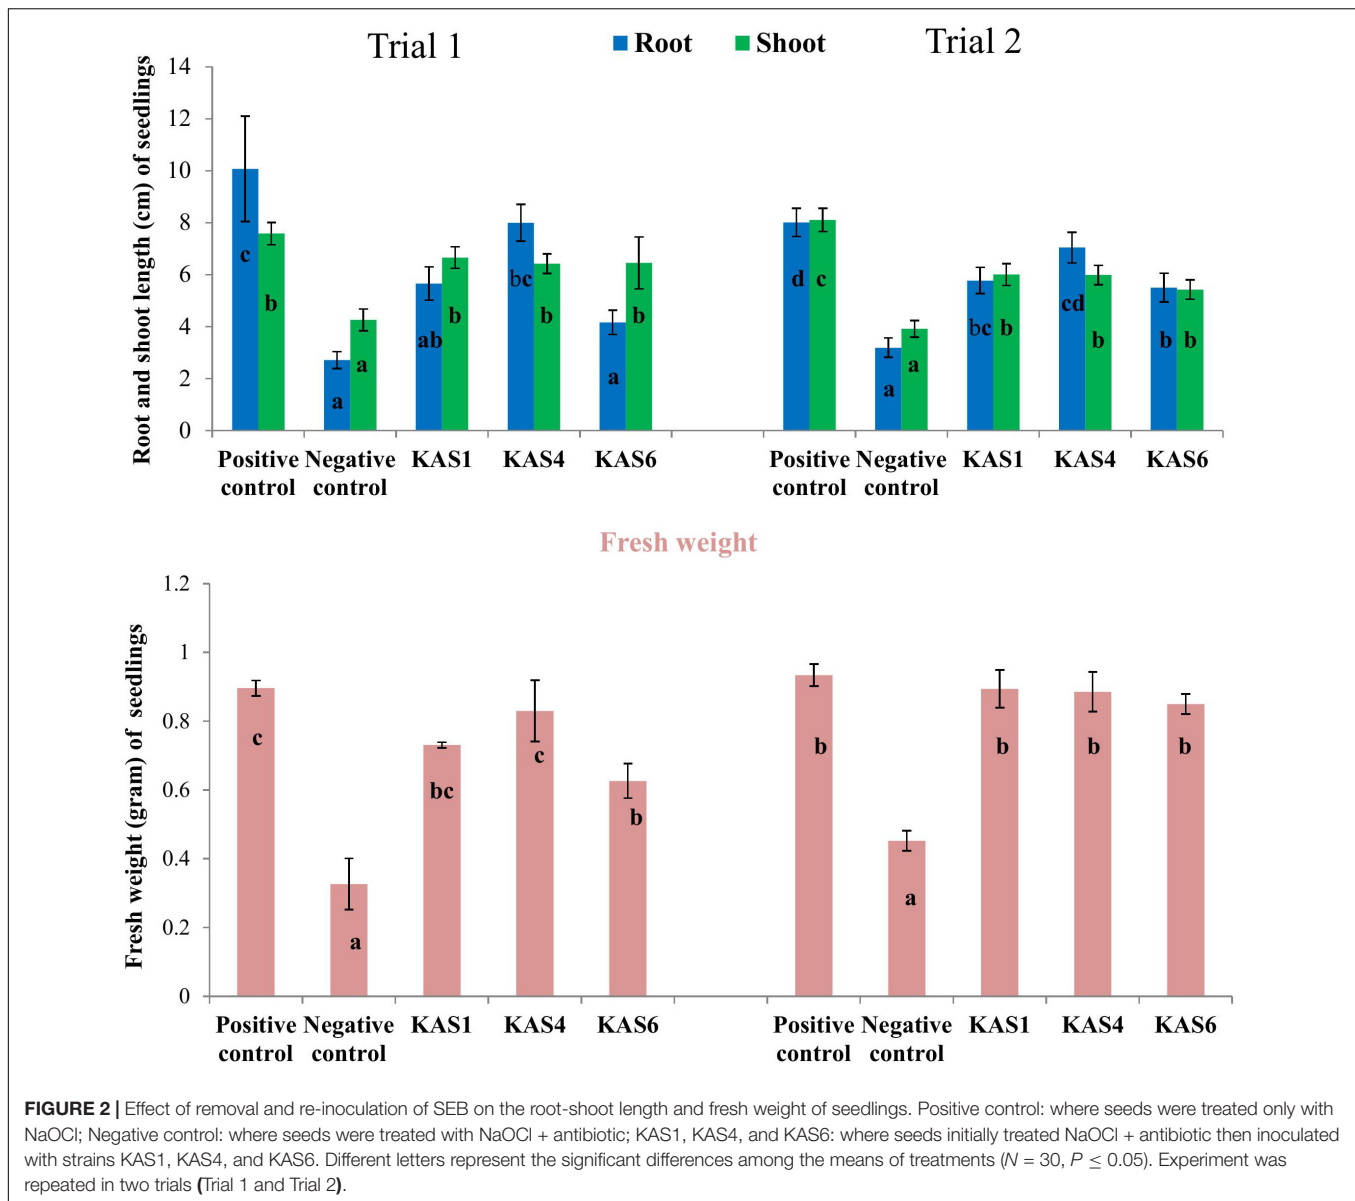 Trial 1
Root
Shoot
Trial 2
Root and shoot length (cm) of seedlings
14
12
10
8
6
4
2
0
c
b
a
a
ab
b
bc
b
a
b
d
c
a
a
bc
b
cd
b
b
b
Positive control
Negative control
KAS1
KAS4
KAS6
Positive control
Negative control
KAS1
KAS4
KAS6
Fresh weight
Fresh weight (gram) of seedlings
1.2
1
0.8
0.6
0.4
0.2
0
c
a
bc
c
b
b
a
b
b
b
Positive control
Negative control
KAS1
KAS4
KAS6
Positive control
Negative control
KAS1
KAS4
KAS6
FIGURE 2 | Effect of removal and re-inoculation of SEB on the root-shoot length and fresh weight of seedlings. Positive control: where seeds were treated only with
NaOCl; Negative control: where seeds were treated with NaOCl + antibiotic; KAS1, KAS4, and KAS6: where seeds initially treated NaOCl + antibiotic then inoculated
with strains KAS1, KAS4, and KAS6. Different letters represent the significant differences among the means of treatments (N = 30, P ≤ 0.05). Experiment was
repeated in two trials (Trial 1 and Trial 2).